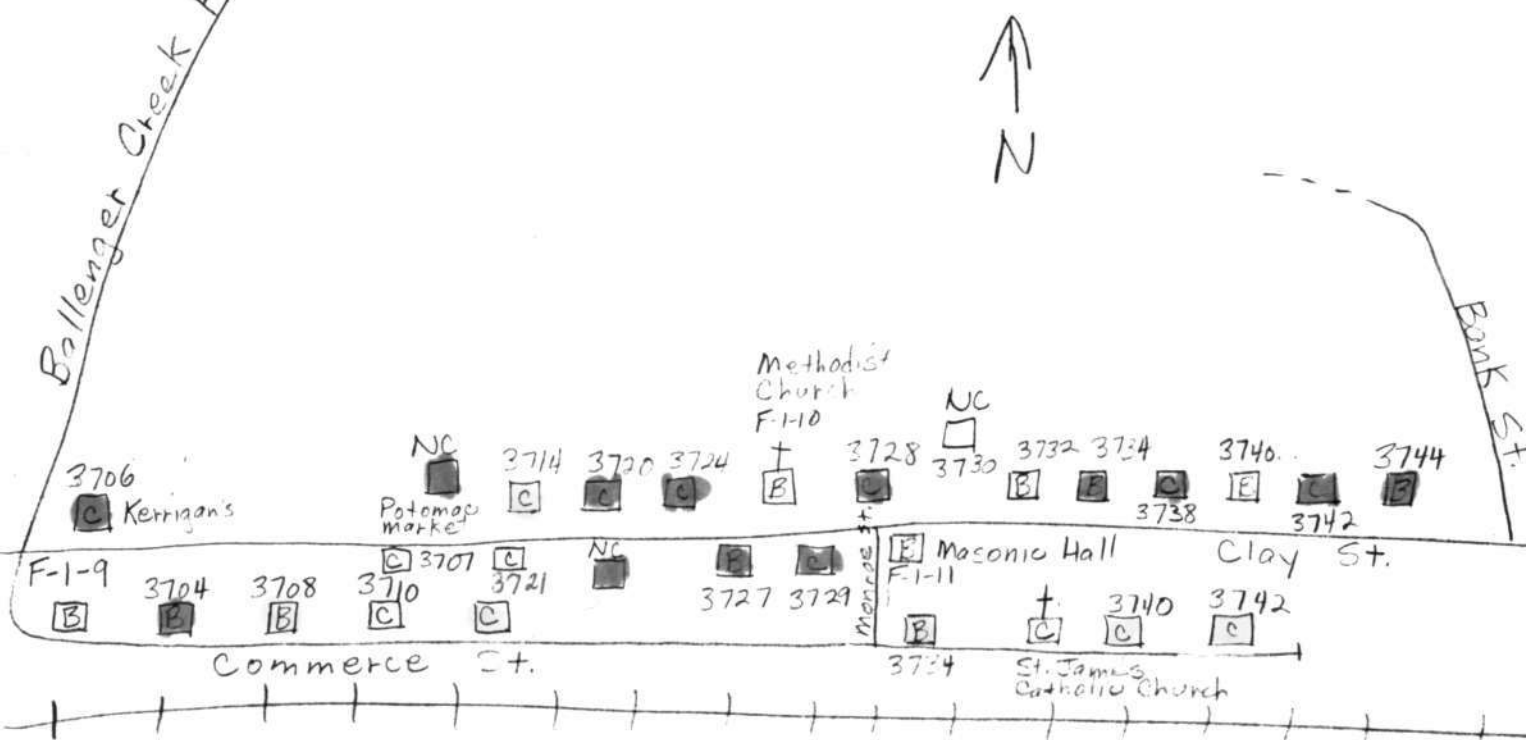 Ballenger Creek
N
Bank St.
Methodist
Church
F-1-10
NC
3706
C
Kerrigan's
NC
Potomac
market
3714
C
3720
C
3724
C
B
3728
C
3730
3732
B
3734
B
C
3738
3740
E
C
3742
3744
B
C 3707
C
3721
NC
B
3727
C
3729
Monroe St.
E Masonic Hall
F-1-11
Clay St.
F-1-9
B
3704
B
3708
B
3710
C
C
B
3734
C
St. James
Catholic Church
3740
C
3742
C
Commerce St.